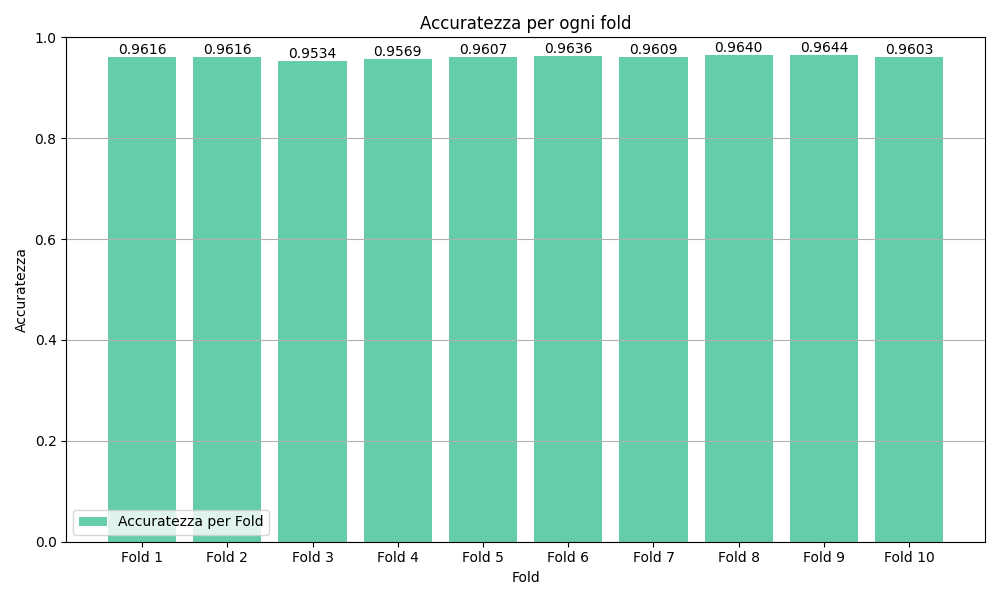 Accuratezza per ogni fold
1.0
0.9616 0.9616 0.9534 0.9569 0.9607 0.9636 0.9609 0.9640 0.9644 0.9603
0.8
0.6
Accuratezza
0.4
0.2
Accuratezza per Fold
0.0
Fold 1 Fold 2 Fold 3 Fold 4 Fold 5 Fold 6 Fold 7 Fold 8 Fold 9 Fold 10
Fold